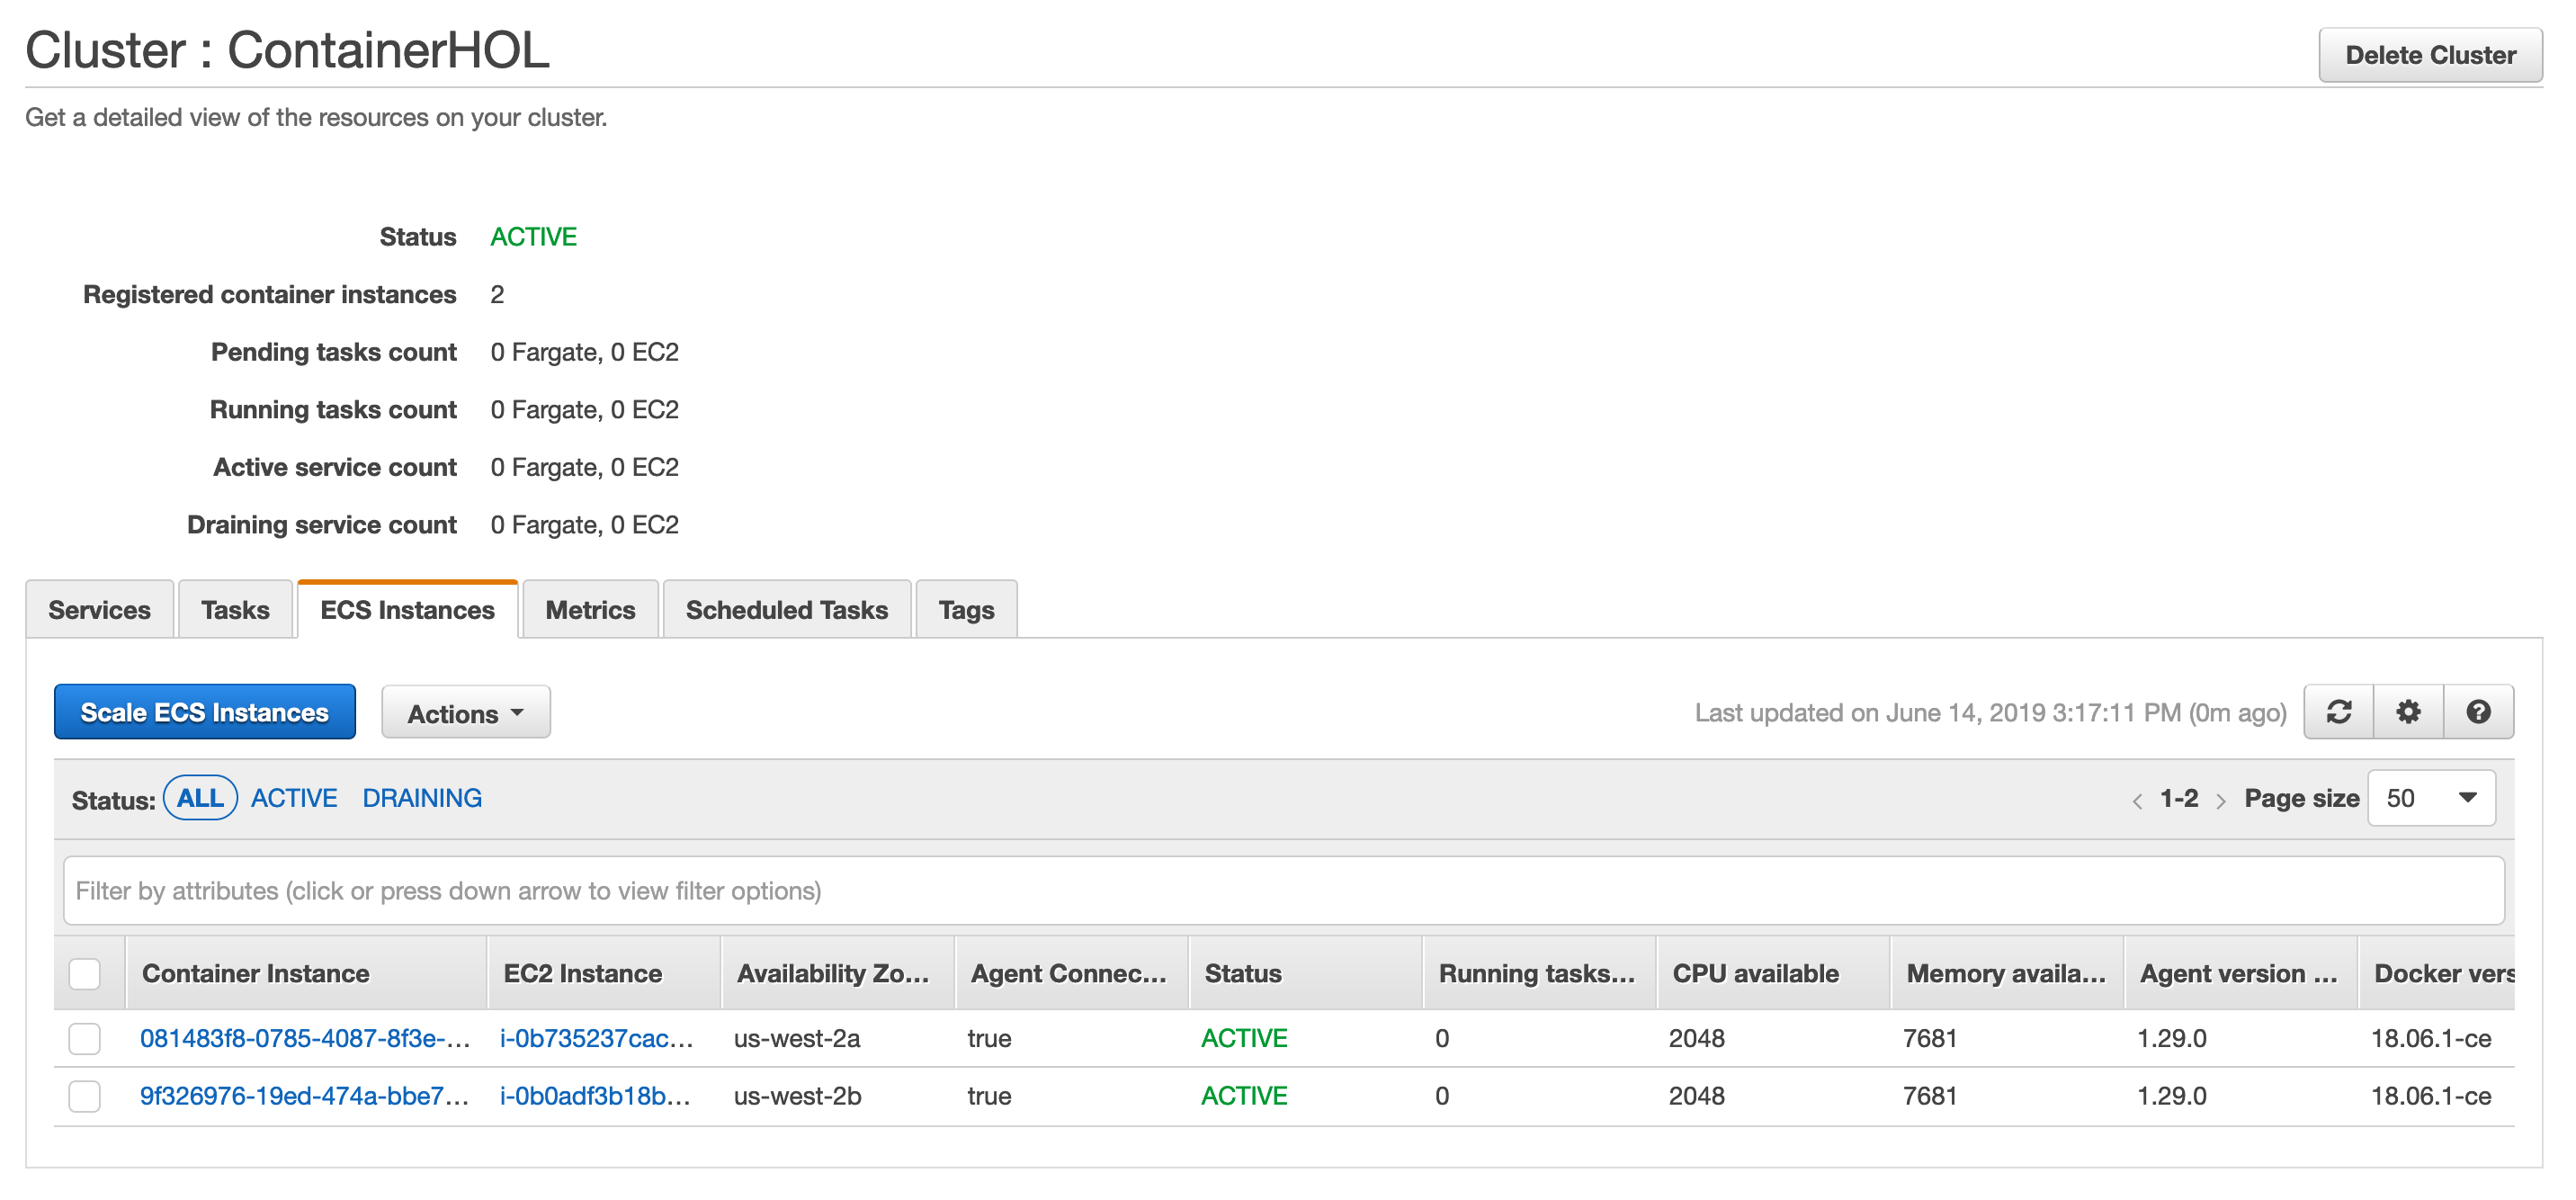 Cluster : ContainerHOL
Delete Cluster
Get a detailed view of the resources on your cluster.
Status ACTIVE
Registered container instances 2
Pending tasks count 0 Fargate, 0 EC2
Running tasks count 0 Fargate, 0 EC2
Active service count 0 Fargate, 0 EC2
Draining service count 0 Fargate, 0 EC2
Services Tasks ECS Instances Metrics Scheduled Tasks Tags
Scale ECS Instances Actions Last updated on June 14, 2019 3:17:11 PM (0m ago)
Status: ALL ACTIVE DRAINING < 1-2 > Page size 50
Filter by attributes (click or press down arrow to view filter options)
Container Instance EC2 Instance Availability Zo... Agent Connec... Status Running tasks... CPU available Memory availa... Agent version ... Docker vers
081483f8-0785-4087-8f3e-... i-0b735237cac... us-west-2a true ACTIVE 0 2048 7681 1.29.0 18.06.1-ce
9f326976-19ed-474a-bbe7... i-0b0adf3b18b... us-west-2b true ACTIVE 0 2048 7681 1.29.0 18.06.1-ce